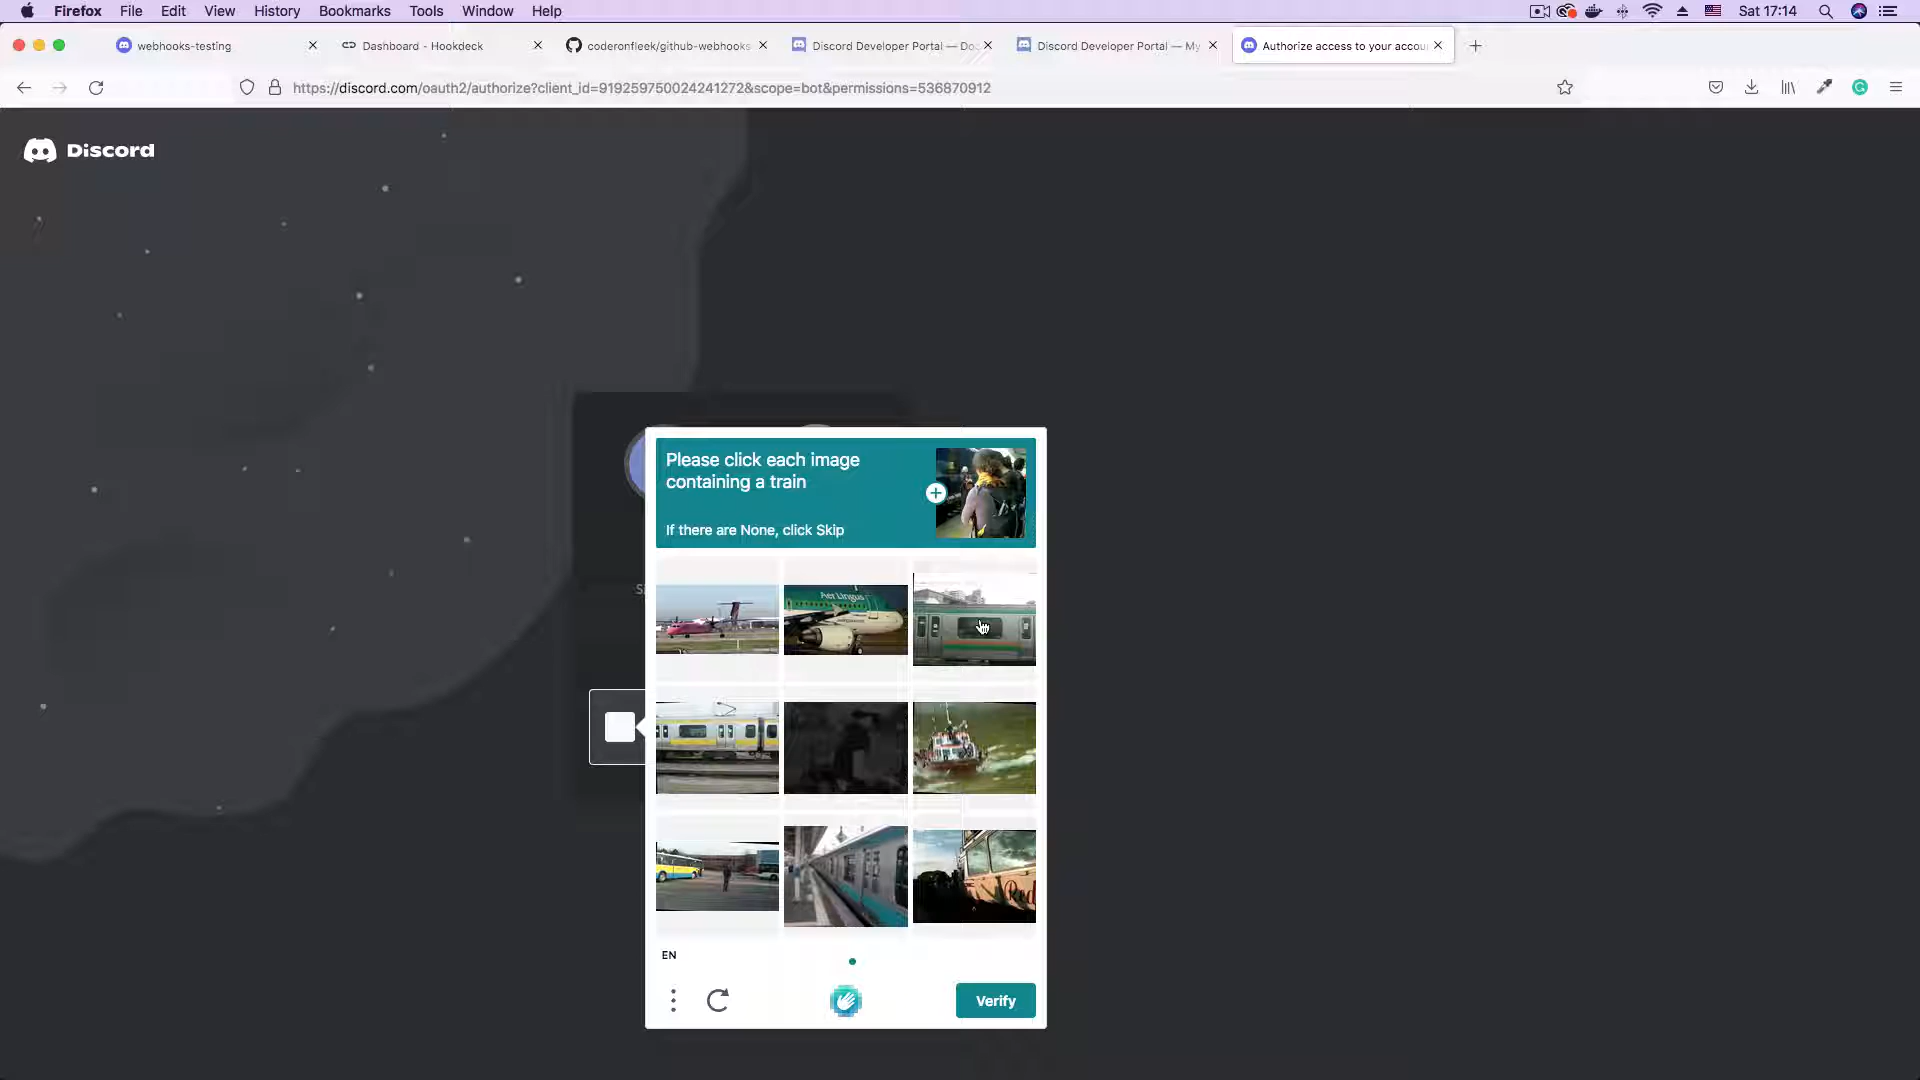 Firefox File Edit View History Bookmarks Tools Window Help Sat 17:14
webhooks-testing Dashboard - Hookdeck coderonfleek/github-webhooks Discord Developer Portal — Doc Discord Developer Portal — My Authorize access to your accou
https://discord.com/oauth2/authorize?client_id=919259750024241272&scope=bot&permissions=536870912
Discord
Please click each image
containing a train
If there are None, click Skip
Aer Lingus
EN
Verify